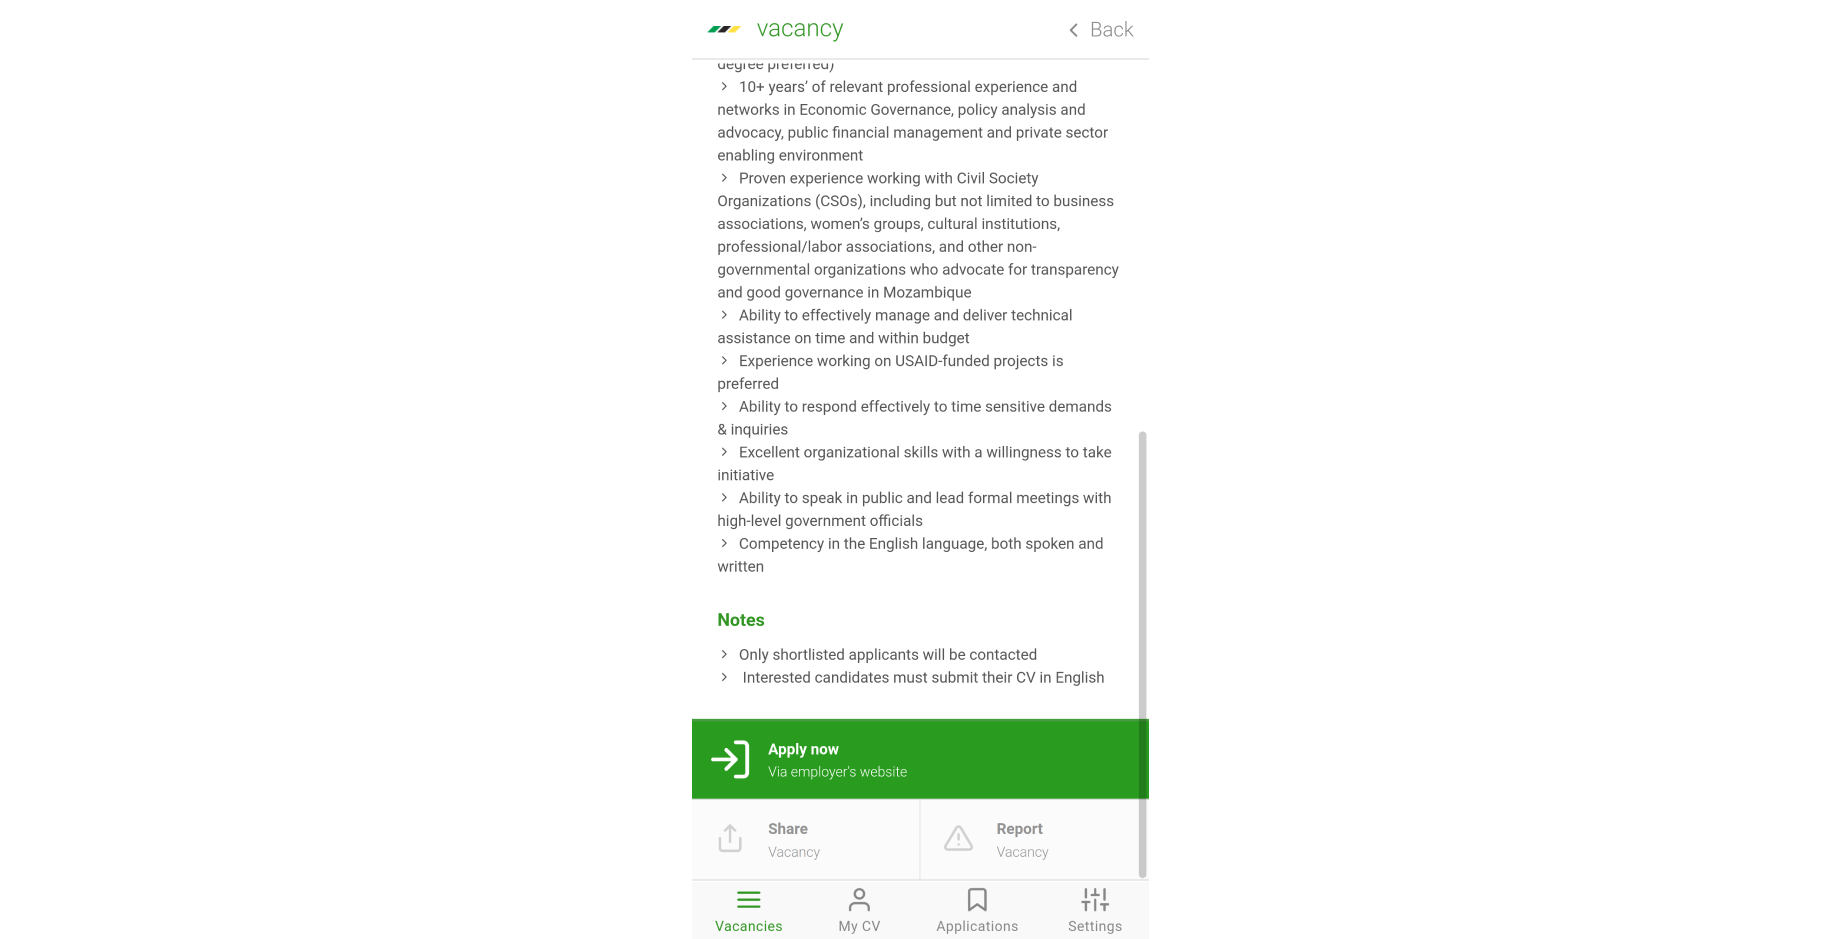 vacancy
Back
degree preferred)
10+ years’ of relevant professional experience and
networks in Economic Governance, policy analysis and
advocacy, public financial management and private sector
enabling environment
Proven experience working with Civil Society
Organizations (CSOs), including but not limited to business
associations, women’s groups, cultural institutions,
professional/labor associations, and other non-
governmental organizations who advocate for transparency
and good governance in Mozambique
Ability to effectively manage and deliver technical
assistance on time and within budget
Experience working on USAID-funded projects is
preferred
Ability to respond effectively to time sensitive demands
& inquiries
Excellent organizational skills with a willingness to take
initiative
Ability to speak in public and lead formal meetings with
high-level government officials
Competency in the English language, both spoken and
written
Notes
Only shortlisted applicants will be contacted
Interested candidates must submit their CV in English
Apply now
Via employer's website
Share
Vacancy
Report
Vacancy
Vacancies
My CV
Applications
Settings